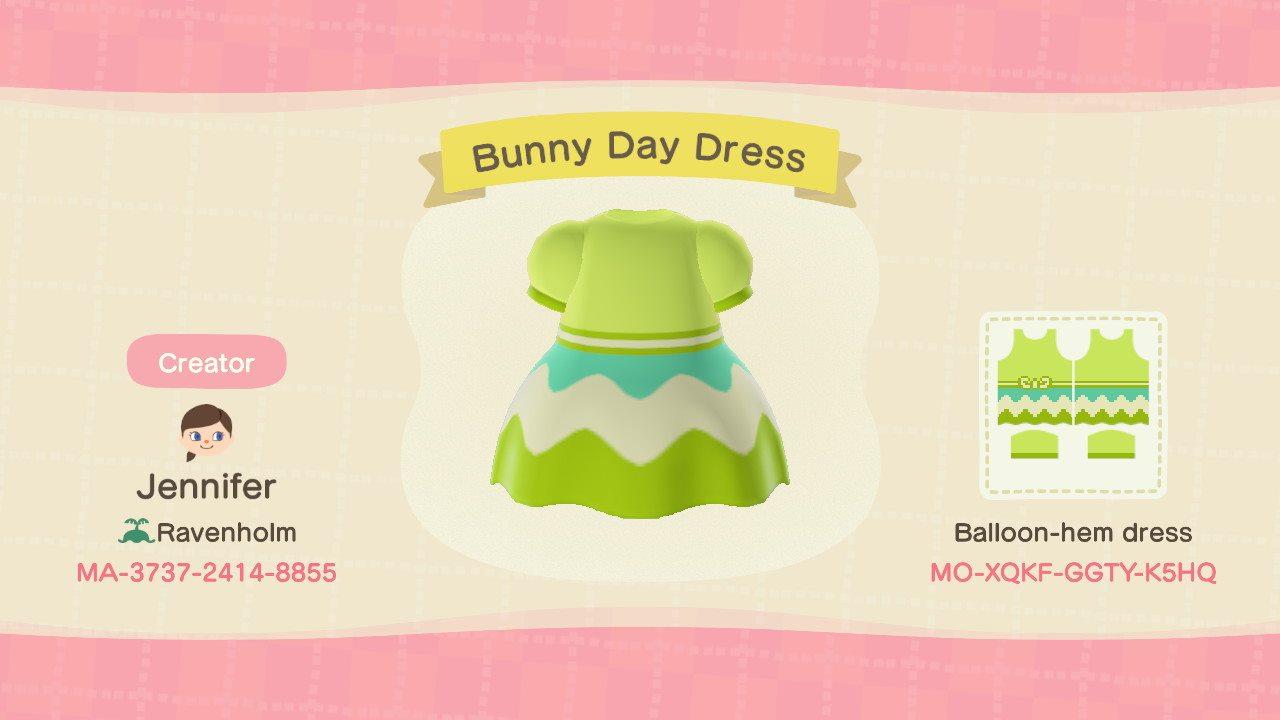 Bunny Day Dress
Creator
Jennifer
Ravenholm
MA-3737-2414-8855
Balloon-hem dress
MO-XQKF-GGTY-K5HQ